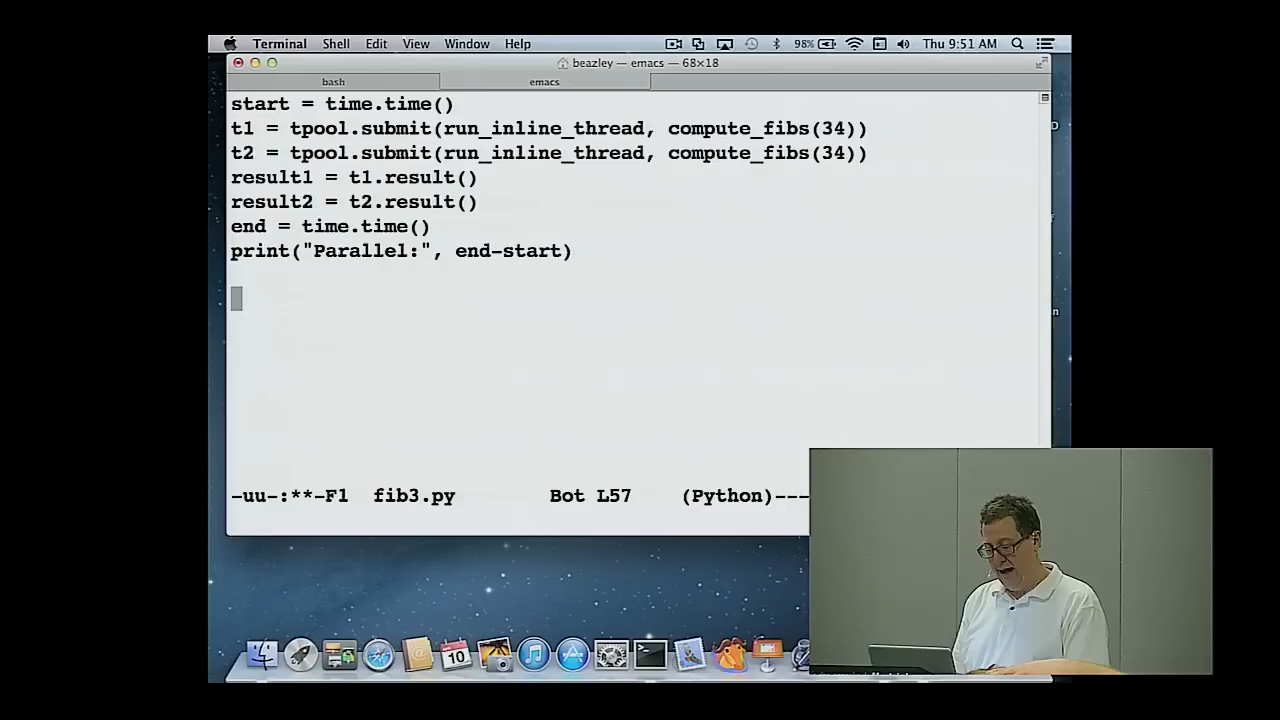 Terminal Shell Edit View Window Help 98% Thu 9:51 AM
beazley — emacs — 68×18
bash emacs
start = time.time()
t1 = tpool.submit(run_inline_thread, compute_fibs(34))
t2 = tpool.submit(run_inline_thread, compute_fibs(34))
result1 = t1.result()
result2 = t2.result()
end = time.time()
print("Parallel:", end-start)
-uu-:**-F1 fib3.py Bot L57 (Python)---
10